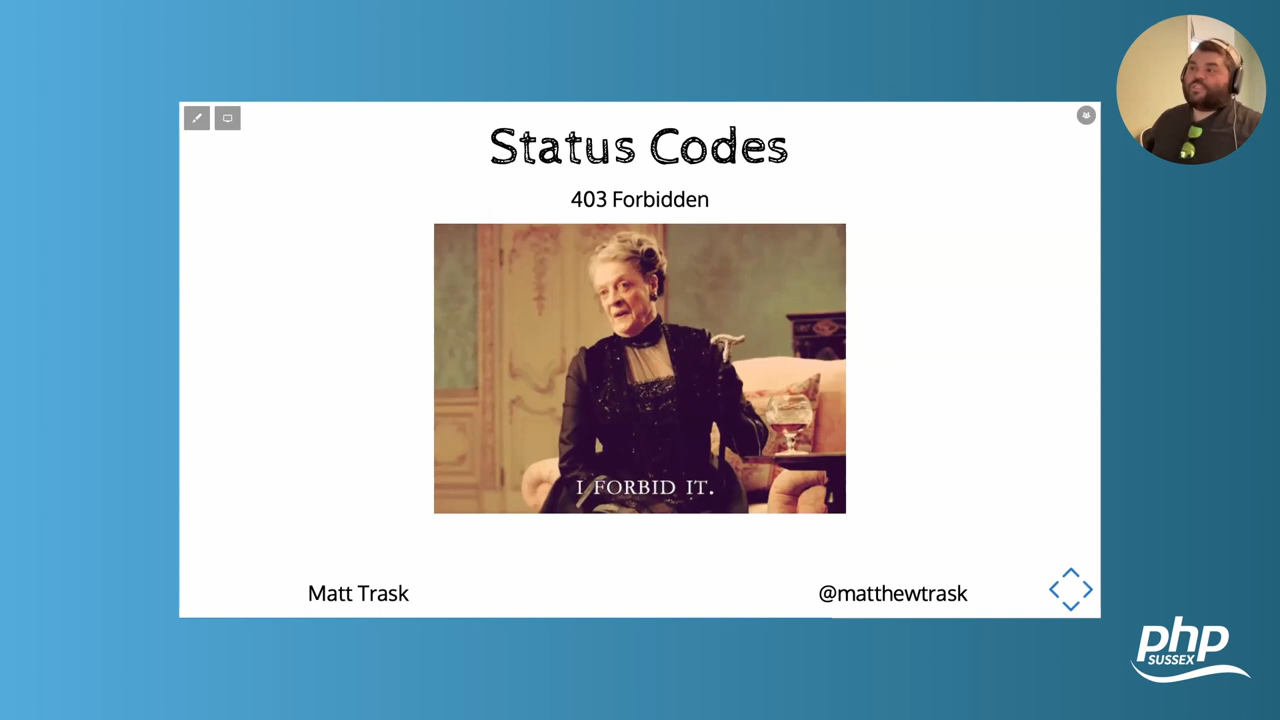 Status Codes
403 Forbidden
I FORBID IT.
Matt Trask
@matthewtrask
php
SUSSEX